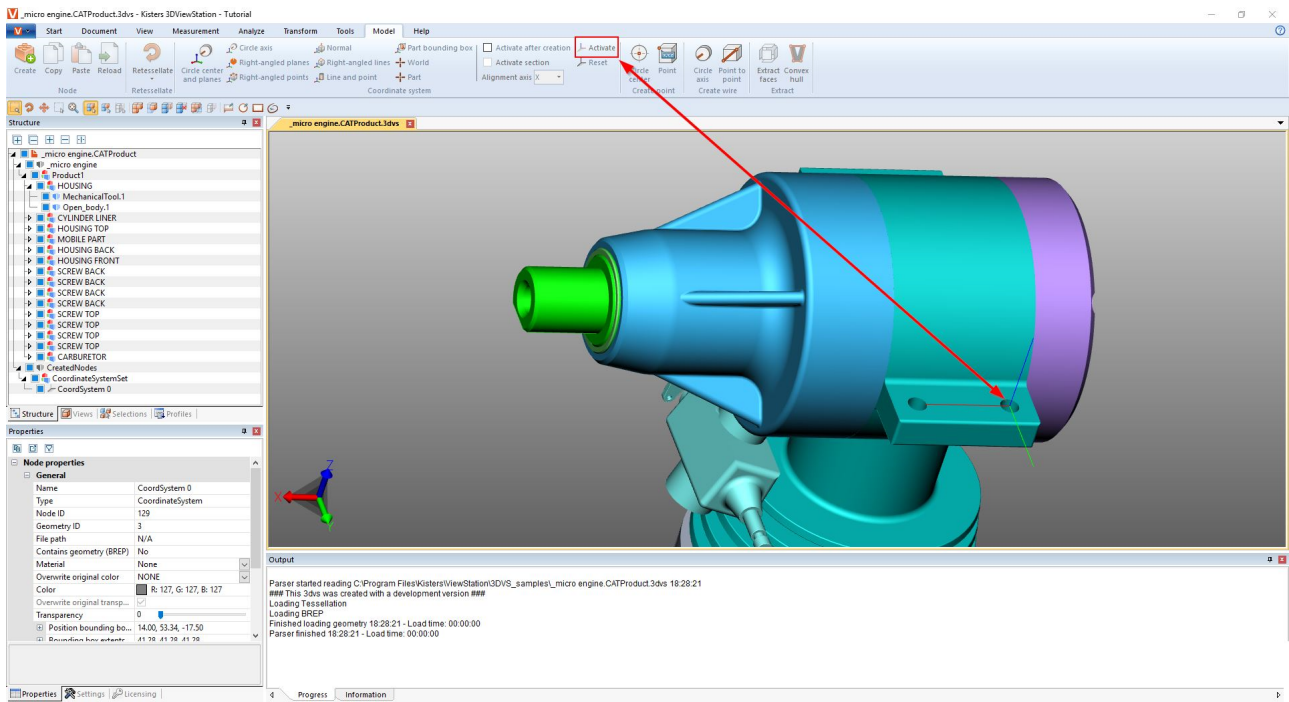 _micro engine.CATProduct.3dvs - Kisters 3DViewStation - Tutorial
Start Document View Measurement Analyze Transform Tools Model Help
Circle axis Normal Part bounding box Activate after creation Activate
Right-angled planes Right-angled lines World Activate section Reset
Right-angled points Line and point Part Alignment axis X
Create Copy Paste Reload Retessellate Circle center and planes Circle center Point Circle axis Point to point Extract faces Convex hull
Node Retessellate Coordinate system Create point Create wire Extract
Structure
_micro engine.CATProduct.3dvs
_micro engine.CATProduct
_micro engine
Product1
HOUSING
MechanicalTool.1
Open_body.1
CYLINDER LINER
HOUSING TOP
MOBILE PART
HOUSING BACK
HOUSING FRONT
SCREW BACK
SCREW BACK
SCREW BACK
SCREW BACK
SCREW TOP
SCREW TOP
SCREW TOP
SCREW TOP
CARBURETOR
CreatedNodes
CoordinateSystemSet
CoordSystem 0
Structure Views Selections Profiles
Properties
Node properties
General
Name CoordSystem 0
Type CoordinateSystem
Node ID 129
Geometry ID 3
File path N/A
Contains geometry (BREP) No
Material None
Overwrite original color NONE
Color R: 127, G: 127, B: 127
Overwrite original transp...
Transparency 0
Position bounding bo... 14.00, 53.34, -17.50
Bounding box extents 41.28, 41.28, 41.28
Properties Settings Licensing
Z
X
Output
Parser started reading C:\Program Files\Kisters\ViewStation\3DVS_samples\_micro engine.CATProduct.3dvs 18:28:21
### This 3dvs was created with a development version ###
Loading Tessellation
Loading BREP
Finished loading geometry 18:28:21 - Load time: 00:00:00
Parser finished 18:28:21 - Load time: 00:00:00
Progress Information